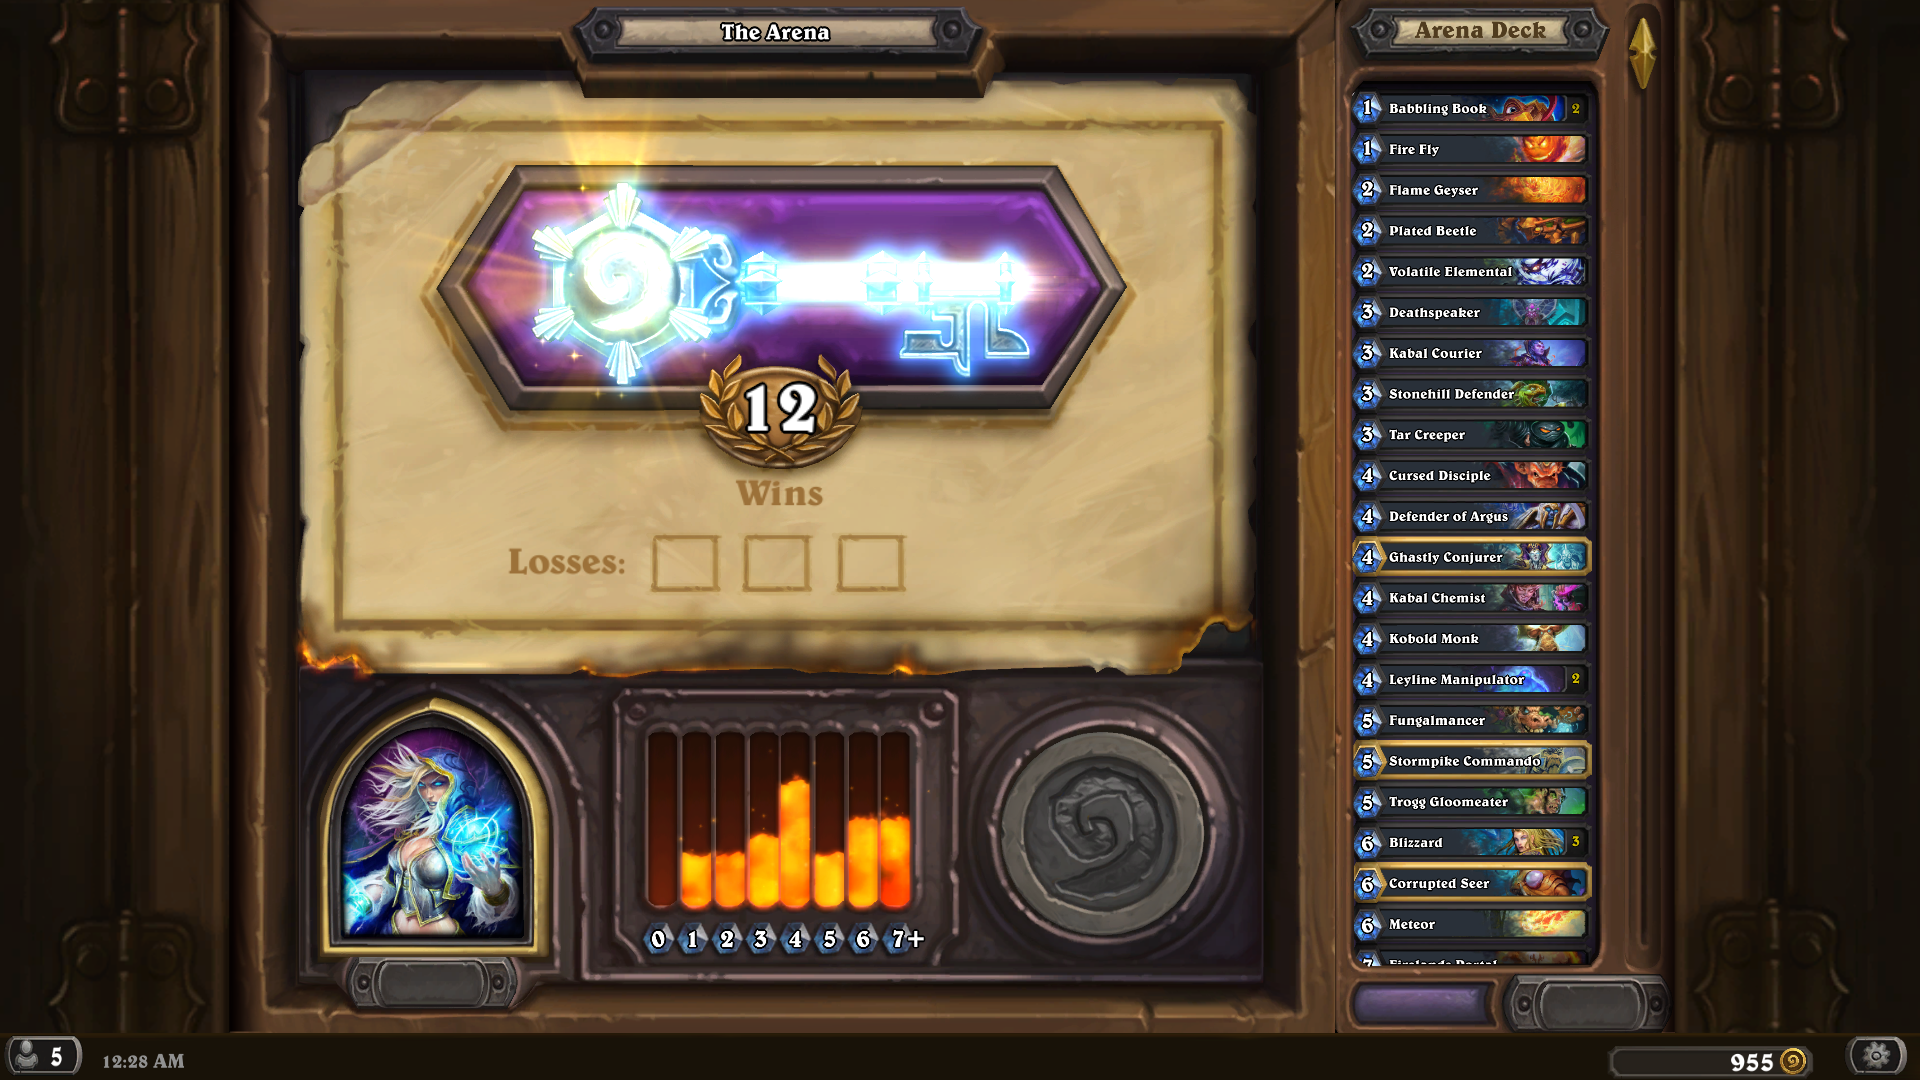 The Arena
12
Wins
Losses:
0 1 2 3 4 5 6 7+
Arena Deck
1 Babbling Book 2
1 Fire Fly
2 Flame Geyser
2 Plated Beetle
2 Volatile Elemental
3 Deathspeaker
3 Kabal Courier
3 Stonehill Defender
3 Tar Creeper
4 Cursed Disciple
4 Defender of Argus
4 Ghastly Conjurer
4 Kabal Chemist
4 Kobold Monk
4 Leyline Manipulator 2
5 Fungalmancer
5 Stormpike Commando
5 Trogg Gloomeater
6 Blizzard 3
6 Corrupted Seer
6 Meteor
7 Firelands Portal
5
12:28 AM
955